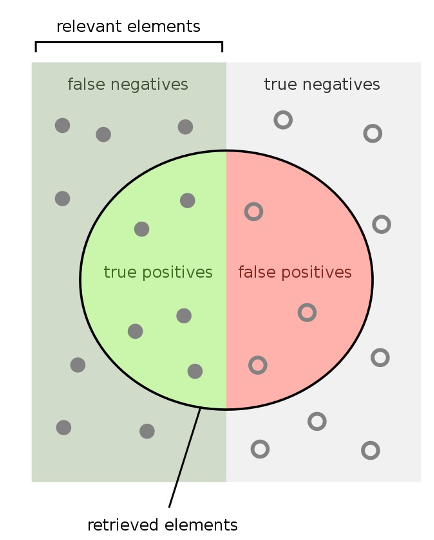 relevant elements
false negatives
true negatives
true positives
false positives
retrieved elements